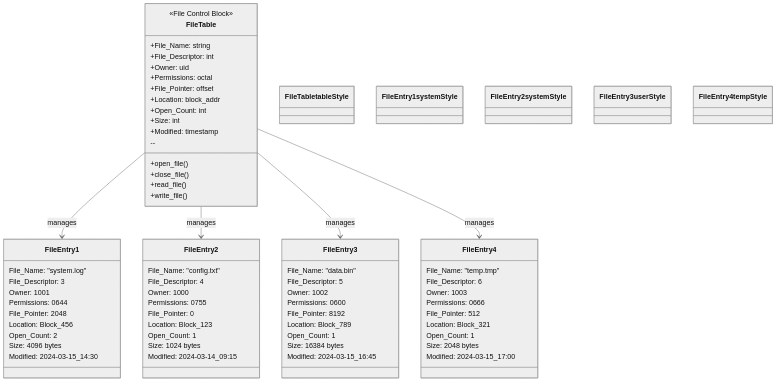 «File Control Block»
FileTable
+File_Name: string
+File_Descriptor: int
+Owner: uid
+Permissions: octal
+File_Pointer: offset
+Location: block_addr
+Open_Count: int
+Size: int
+Modified: timestamp
--
+open_file()
+close_file()
+read_file()
+write_file()
FileTabletableStyle
FileEntry1systemStyle
FileEntry2systemStyle
FileEntry3userStyle
FileEntry4tempStyle
manages
manages
manages
manages
FileEntry1
File_Name: "system.log"
File_Descriptor: 3
Owner: 1001
Permissions: 0644
File_Pointer: 2048
Location: Block_456
Open_Count: 2
Size: 4096 bytes
Modified: 2024-03-15_14:30
FileEntry2
File_Name: "config.txt"
File_Descriptor: 4
Owner: 1000
Permissions: 0755
File_Pointer: 0
Location: Block_123
Open_Count: 1
Size: 1024 bytes
Modified: 2024-03-14_09:15
FileEntry3
File_Name: "data.bin"
File_Descriptor: 5
Owner: 1002
Permissions: 0600
File_Pointer: 8192
Location: Block_789
Open_Count: 1
Size: 16384 bytes
Modified: 2024-03-15_16:45
FileEntry4
File_Name: "temp.tmp"
File_Descriptor: 6
Owner: 1003
Permissions: 0666
File_Pointer: 512
Location: Block_321
Open_Count: 1
Size: 2048 bytes
Modified: 2024-03-15_17:00